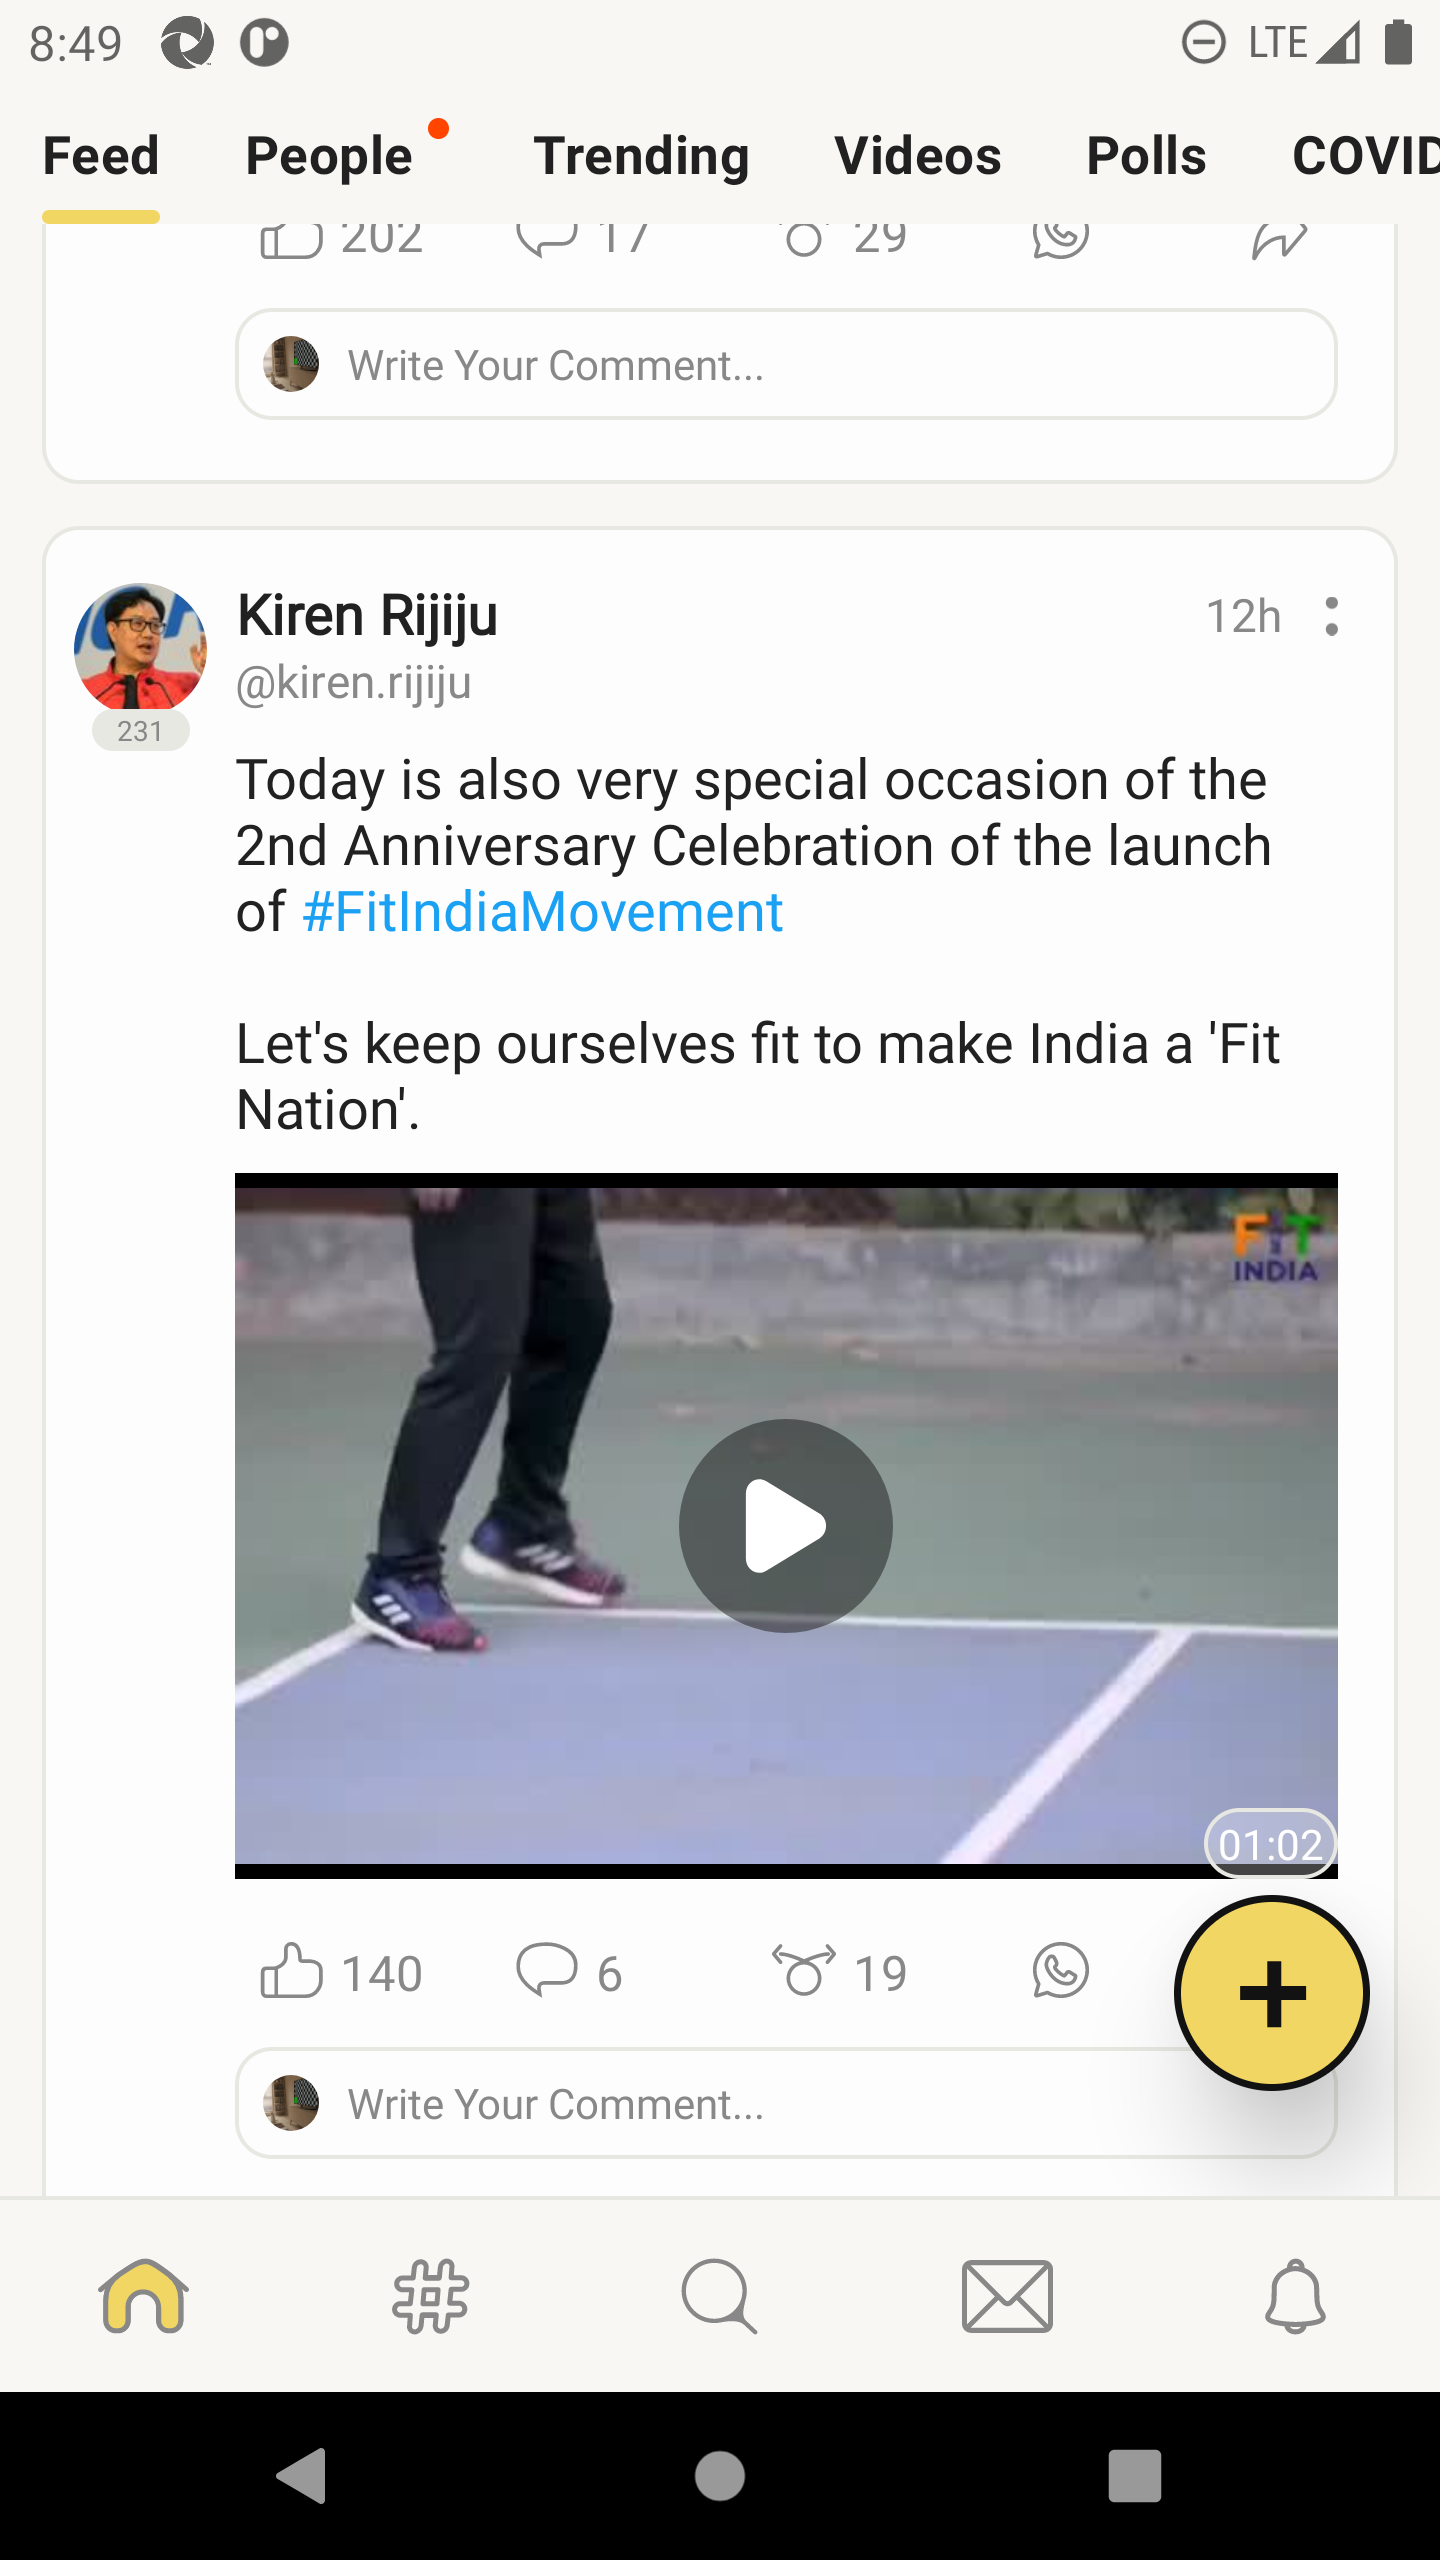 8:49 LTE
Feed People Trending Videos Polls COVID
202 17 29
Write Your Comment...
Kiren Rijiju 12h
@kiren.rijiju
231
Today is also very special occasion of the
2nd Anniversary Celebration of the launch
of #FitIndiaMovement
Let's keep ourselves fit to make India a 'Fit
Nation'.
FIT
INDIA
01:02
140 6 19
Write Your Comment...